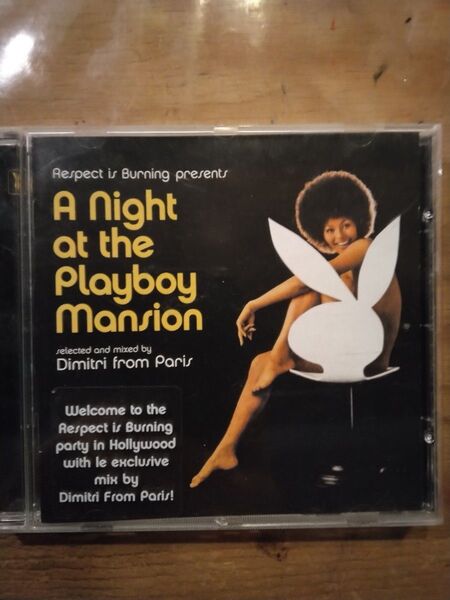 Respect is Burning presents
A Night
at the
Playboy
Mansion
selected and mixed by
Dimitri from Paris
Welcome to the
Respect is Burning
party in Hollywood
with le exclusive
mix by
Dimitri From Paris!